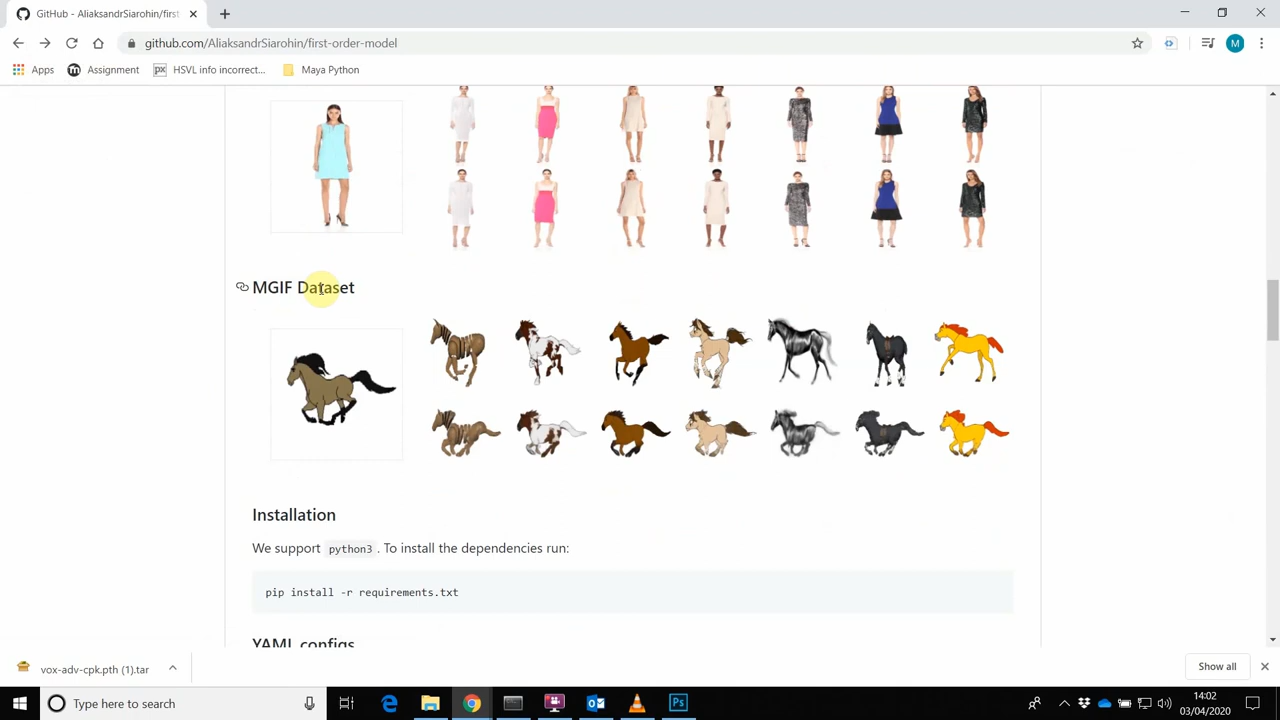 GitHub - AliaksandrSiarohin/first
github.com/AliaksandrSiarohin/first-order-model
M
Apps
Assignment
HSVL info incorrect...
Maya Python
MGIF Dataset
Installation
We support python3 . To install the dependencies run:
pip install -r requirements.txt
YAML configs
vox-adv-cpk.pth (1).tar
Show all
Type here to search
Ps
14:02
03/04/2020